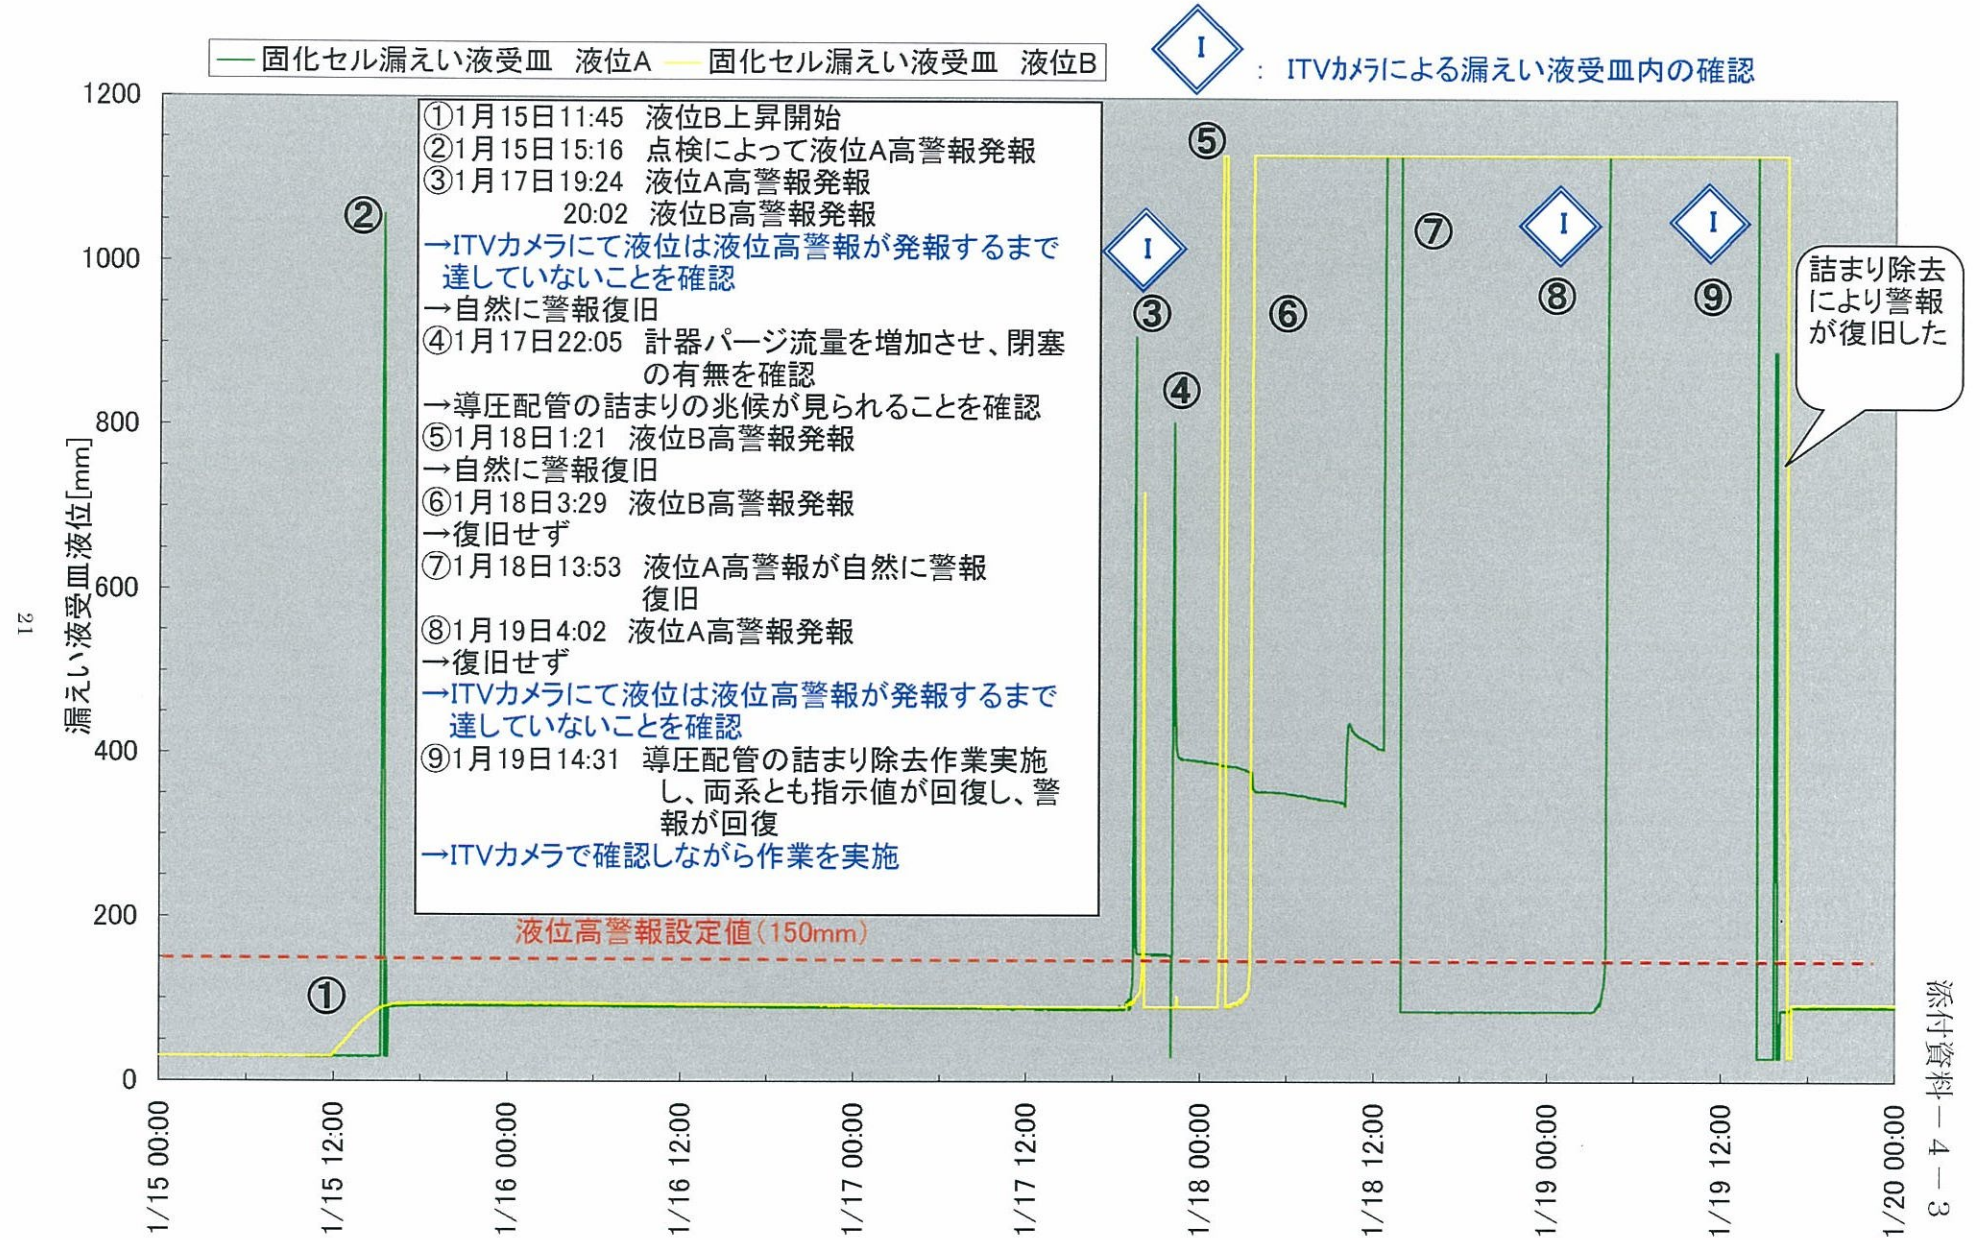 固化セル漏えい液受皿 液位A 固化セル漏えい液受皿 液位B
I
: ITVカメラによる漏えい液受皿内の確認
①1月15日11:45 液位B上昇開始
②1月15日15:16 点検によって液位A高警報発報
③1月17日19:24 液位A高警報発報
20:02 液位B高警報発報
→ITVカメラにて液位は液位高警報が発報するまで
達していないことを確認
→自然に警報復旧
④1月17日22:05 計器パージ流量を増加させ、閉塞
の有無を確認
→導圧配管の詰まりの兆候が見られることを確認
⑤1月18日1:21 液位B高警報発報
→自然に警報復旧
⑥1月18日3:29 液位B高警報発報
→復旧せず
⑦1月18日13:53 液位A高警報が自然に警報
復旧
⑧1月19日4:02 液位A高警報発報
→復旧せず
→ITVカメラにて液位は液位高警報が発報するまで
達していないことを確認
⑨1月19日14:31 導圧配管の詰まり除去作業実施
し、両系とも指示値が回復し、警
報が回復
→ITVカメラで確認しながら作業を実施
液位高警報設定値(150mm)
①
②
I
③
④
⑤
⑥
⑦
I
⑧
I
⑨
詰まり除去
により警報
が復旧した
漏えい液受皿液位[mm]
1200
1000
800
600
400
200
0
1/15 00:00
1/15 12:00
1/16 00:00
1/16 12:00
1/17 00:00
1/17 12:00
1/18 00:00
1/18 12:00
1/19 00:00
1/19 12:00
1/20 00:00
21
添付資料－4－3